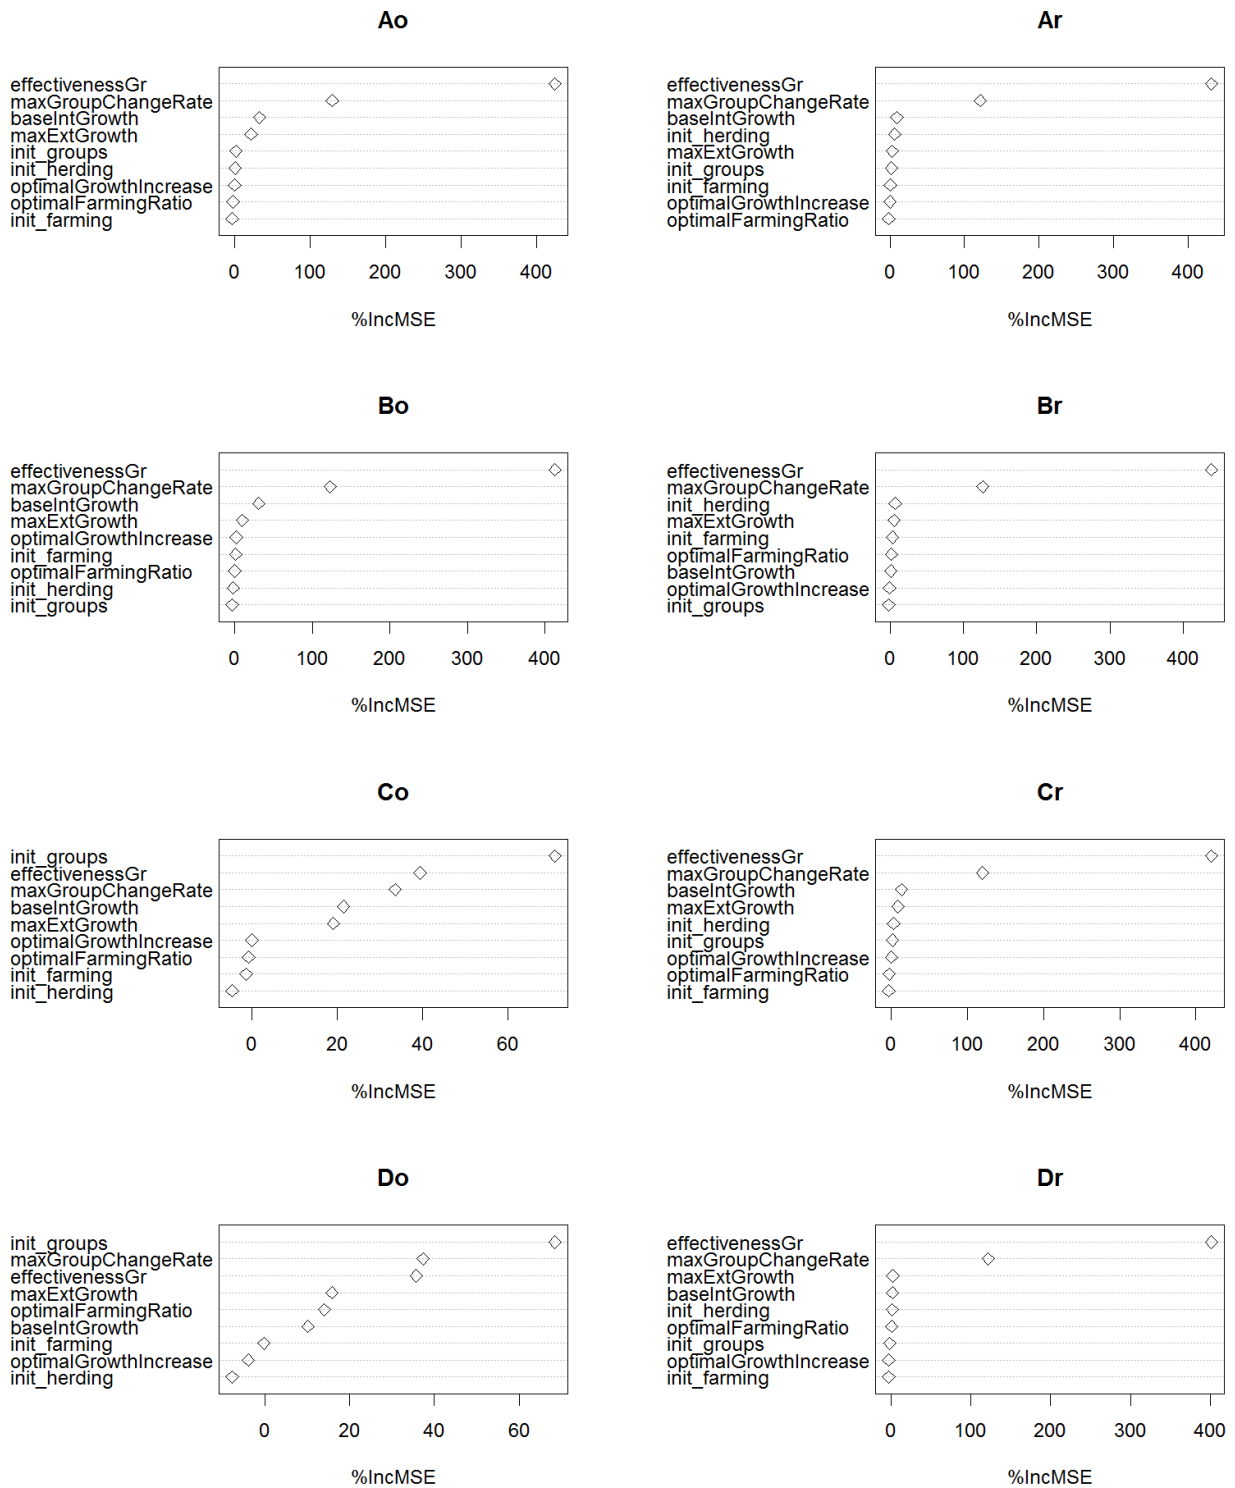 Ao
effectivenessGr
maxGroupChangeRate
baseIntGrowth
maxExtGrowth
init_groups
init_herding
optimalGrowthIncrease
optimalFarmingRatio
init_farming
0 100 200 300 400
%IncMSE
Ar
effectivenessGr
maxGroupChangeRate
baseIntGrowth
init_herding
maxExtGrowth
init_groups
init_farming
optimalGrowthIncrease
optimalFarmingRatio
0 100 200 300 400
%IncMSE
Bo
effectivenessGr
maxGroupChangeRate
baseIntGrowth
maxExtGrowth
optimalGrowthIncrease
init_farming
optimalFarmingRatio
init_herding
init_groups
0 100 200 300 400
%IncMSE
Br
effectivenessGr
maxGroupChangeRate
init_herding
maxExtGrowth
init_farming
optimalFarmingRatio
baseIntGrowth
optimalGrowthIncrease
init_groups
0 100 200 300 400
%IncMSE
Co
init_groups
effectivenessGr
maxGroupChangeRate
baseIntGrowth
maxExtGrowth
optimalGrowthIncrease
optimalFarmingRatio
init_farming
init_herding
0 20 40 60
%IncMSE
Cr
effectivenessGr
maxGroupChangeRate
baseIntGrowth
maxExtGrowth
init_herding
init_groups
optimalGrowthIncrease
optimalFarmingRatio
init_farming
0 100 200 300 400
%IncMSE
Do
init_groups
maxGroupChangeRate
effectivenessGr
maxExtGrowth
optimalFarmingRatio
baseIntGrowth
init_farming
optimalGrowthIncrease
init_herding
0 20 40 60
%IncMSE
Dr
effectivenessGr
maxGroupChangeRate
maxExtGrowth
baseIntGrowth
init_herding
optimalFarmingRatio
init_groups
optimalGrowthIncrease
init_farming
0 100 200 300 400
%IncMSE